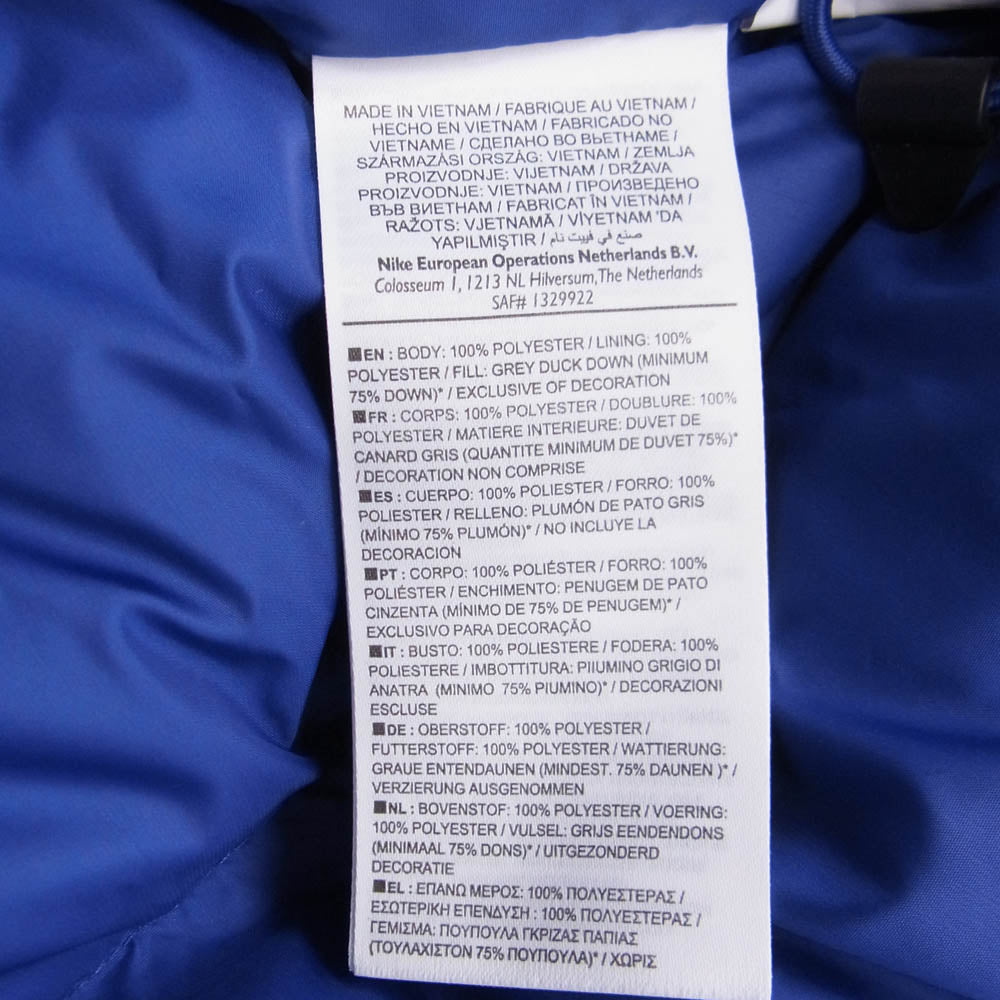 MADE IN VIETNAM / FABRIQUE AU VIETNAM /
HECHO EN VIETNAM / FABRICADO NO
VIETNAME / СДЕЛАНО ВО ВЬЕТНАМЕ /
SZÁRMAZÁSI ORSZÁG: VIETNAM / ZEMLJA
PROIZVODNJE: VIJETNAM / DRŽAVA
PROIZVODNJE: VIETNAM / ПРОИЗВЕДЕНО
ВЪВ ВИЕТНАМ / FABRICAT ÎN VIETNAM /
RAŽOTS: VJETNAMĀ / VİYETNAM 'DA
YAPILMIŞTIR / صنع في فييت نام
Nike European Operations Netherlands B.V.
Colosseum 1, 1213 NL Hilversum, The Netherlands
SAF# 1329922
EN : BODY: 100% POLYESTER / LINING: 100%
POLYESTER / FILL: GREY DUCK DOWN (MINIMUM
75% DOWN)* / EXCLUSIVE OF DECORATION
FR : CORPS: 100% POLYESTER / DOUBLURE: 100%
POLYESTER / MATIERE INTERIEURE: DUVET DE
CANARD GRIS (QUANTITE MINIMUM DE DUVET 75%)*
/ DECORATION NON COMPRISE
ES : CUERPO: 100% POLIESTER / FORRO: 100%
POLIESTER / RELLENO: PLUMÓN DE PATO GRIS
(MÍNIMO 75% PLUMÓN)* / NO INCLUYE LA
DECORACION
PT : CORPO: 100% POLIÉSTER / FORRO: 100%
POLIÉSTER / ENCHIMENTO: PENUGEM DE PATO
CINZENTA (MÍNIMO DE 75% DE PENUGEM)* /
EXCLUSIVO PARA DECORAÇÃO
IT : BUSTO: 100% POLIESTERE / FODERA: 100%
POLIESTERE / IMBOTTITURA: PIIUMINO GRIGIO DI
ANATRA (MINIMO 75% PIUMINO)* / DECORAZIONI
ESCLUSE
DE : OBERSTOFF: 100% POLYESTER /
FUTTERSTOFF: 100% POLYESTER / WATTIERUNG:
GRAUE ENTENDAUNEN (MINDEST. 75% DAUNEN )* /
VERZIERUNG AUSGENOMMEN
NL : BOVENSTOF: 100% POLYESTER / VOERING:
100% POLYESTER / VULSEL: GRIJS EENDENDONS
(MINIMAAL 75% DONS)* / UITGEZONDERD
DECORATIE
EL : ΕΠΑΝΩ ΜΕΡΟΣ: 100% ΠΟΛΥΕΣΤΕΡΑΣ /
ΕΣΩΤΕΡΙΚΗ ΕΠΕΝΔΥΣΗ : 100% ΠΟΛΥΕΣΤΕΡΑΣ /
ΓΕΜΙΣΜΑ: ΠΟΥΠΟΥΛΑ ΓΚΡΙΖΑΣ ΠΑΠΙΑΣ
(ΤΟΥΛΑΧΙΣΤΟΝ 75% ΠΟΥΠΟΥΛΑ)* / ΧΩΡΙΣ